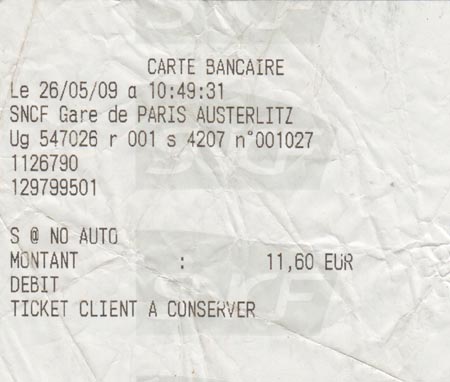 CARTE BANCAIRE
Le 26/05/09 a 10:49:31
SNCF Gare de PARIS AUSTERLITZ
Ug 547026 r 001 s 4207 n°001027
1126790
129799501
S @ NO AUTO
MONTANT : 11,60 EUR
DEBIT
TICKET CLIENT A CONSERVER